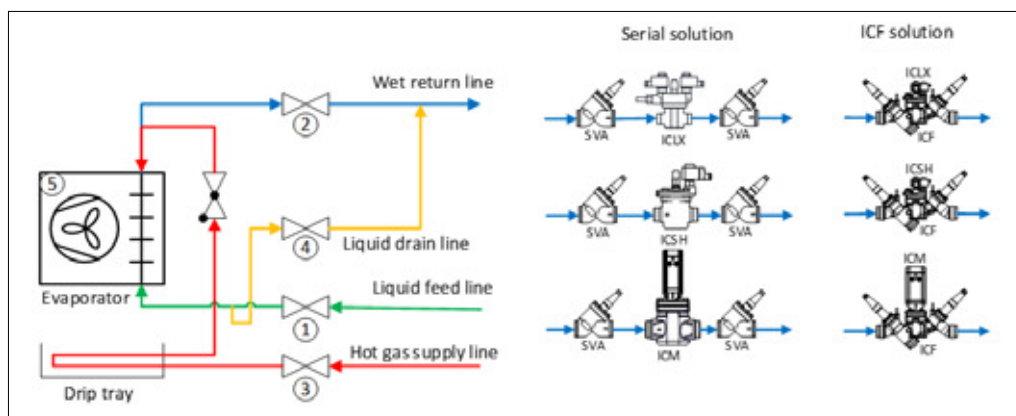 Wet return line
2
5
4
Liquid drain line
Evaporator
Liquid feed line
1
Hot gas supply line
Drip tray
3
Serial solution
ICF solution
ICLX
SVA
ICLX
SVA
ICF
ICSH
SVA
ICSH
SVA
ICF
ICM
SVA
ICM
SVA
ICF